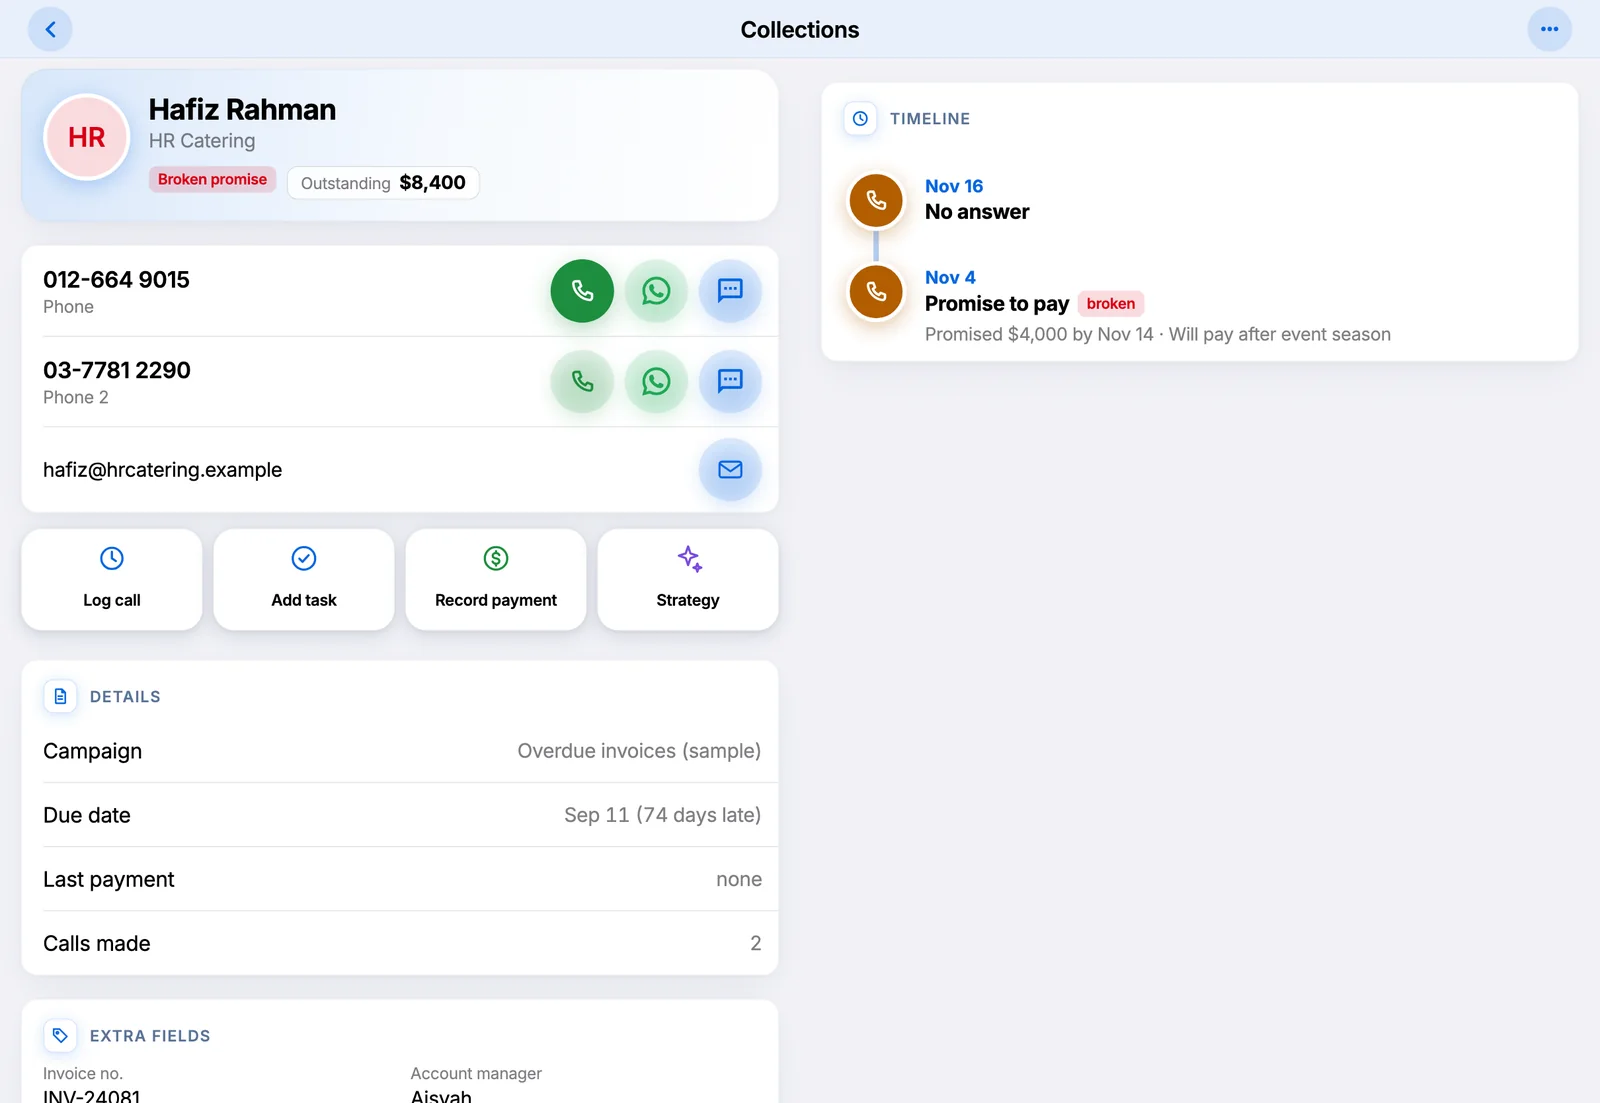 Collections
HR
Hafiz Rahman
HR Catering
Broken promise
Outstanding $8,400
012-664 9015
Phone
03-7781 2290
Phone 2
hafiz@hrcatering.example
Log call
Add task
Record payment
Strategy
DETAILS
Campaign
Overdue invoices (sample)
Due date
Sep 11 (74 days late)
Last payment
none
Calls made
2
EXTRA FIELDS
Invoice no.
INV-24081
Account manager
Aisyah
TIMELINE
Nov 16
No answer
Nov 4
Promise to pay broken
Promised $4,000 by Nov 14 · Will pay after event season